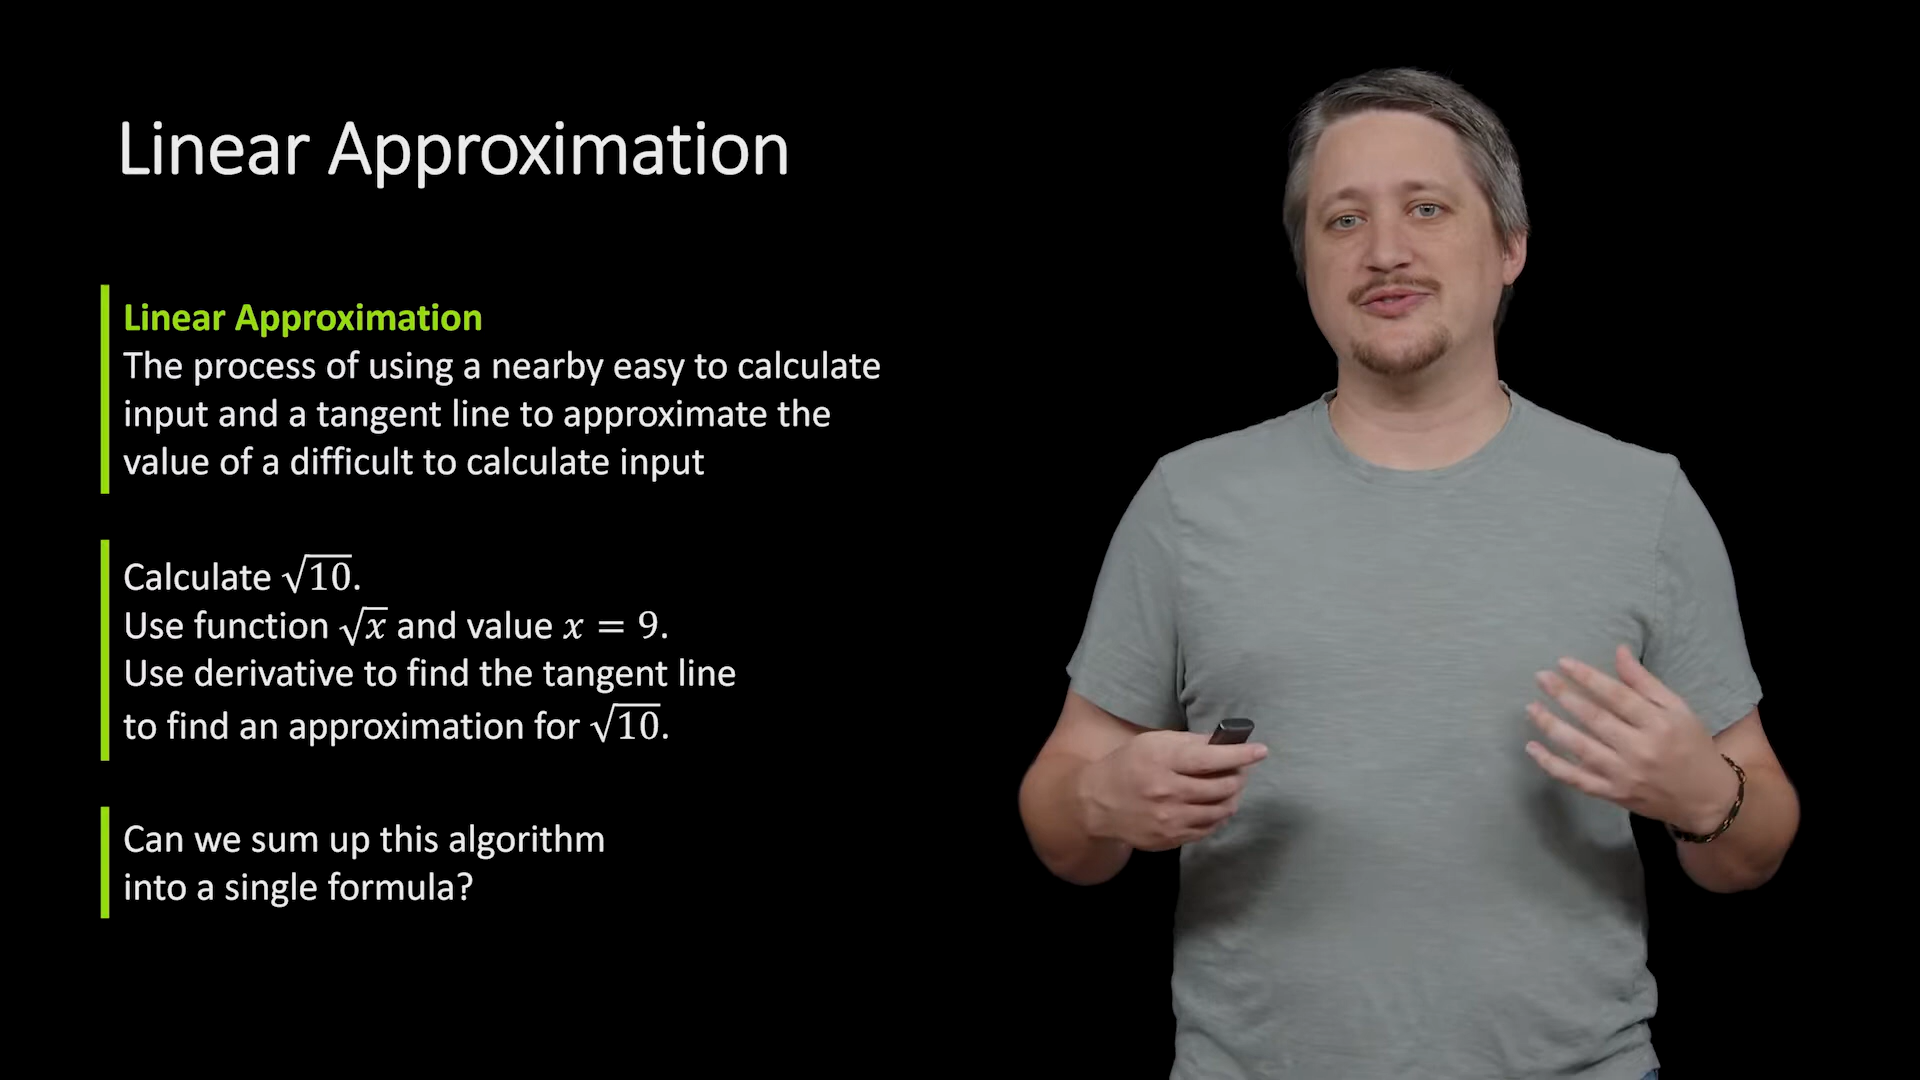 Linear Approximation
Linear Approximation
The process of using a nearby easy to calculate
input and a tangent line to approximate the
value of a difficult to calculate input
Calculate √10.
Use function √x and value x = 9.
Use derivative to find the tangent line
to find an approximation for √10.
Can we sum up this algorithm
into a single formula?